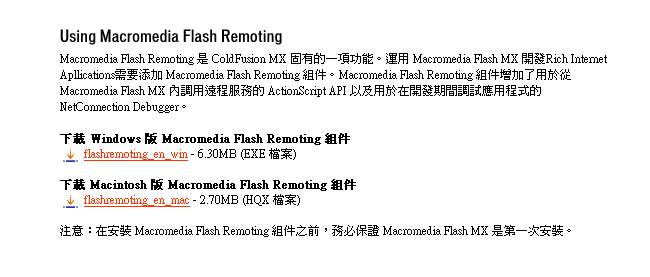 Using Macromedia Flash Remoting
Macromedia Flash Remoting 是 ColdFusion MX 固有的一項功能。運用 Macromedia Flash MX 開發Rich Internet
Apllications需要添加 Macromedia Flash Remoting 組件。Macromedia Flash Remoting 組件增加了用於從
Macromedia Flash MX 內調用遠程服務的 ActionScript API 以及用於在開發期間調試應用程式的
NetConnection Debugger。
下載 Windows 版 Macromedia Flash Remoting 組件
flashremoting_en_win - 6.30MB (EXE 檔案)
下載 Macintosh 版 Macromedia Flash Remoting 組件
flashremoting_en_mac - 2.70MB (HQX 檔案)
注意：在安裝 Macromedia Flash Remoting 組件之前，務必保證 Macromedia Flash MX 是第一次安裝。